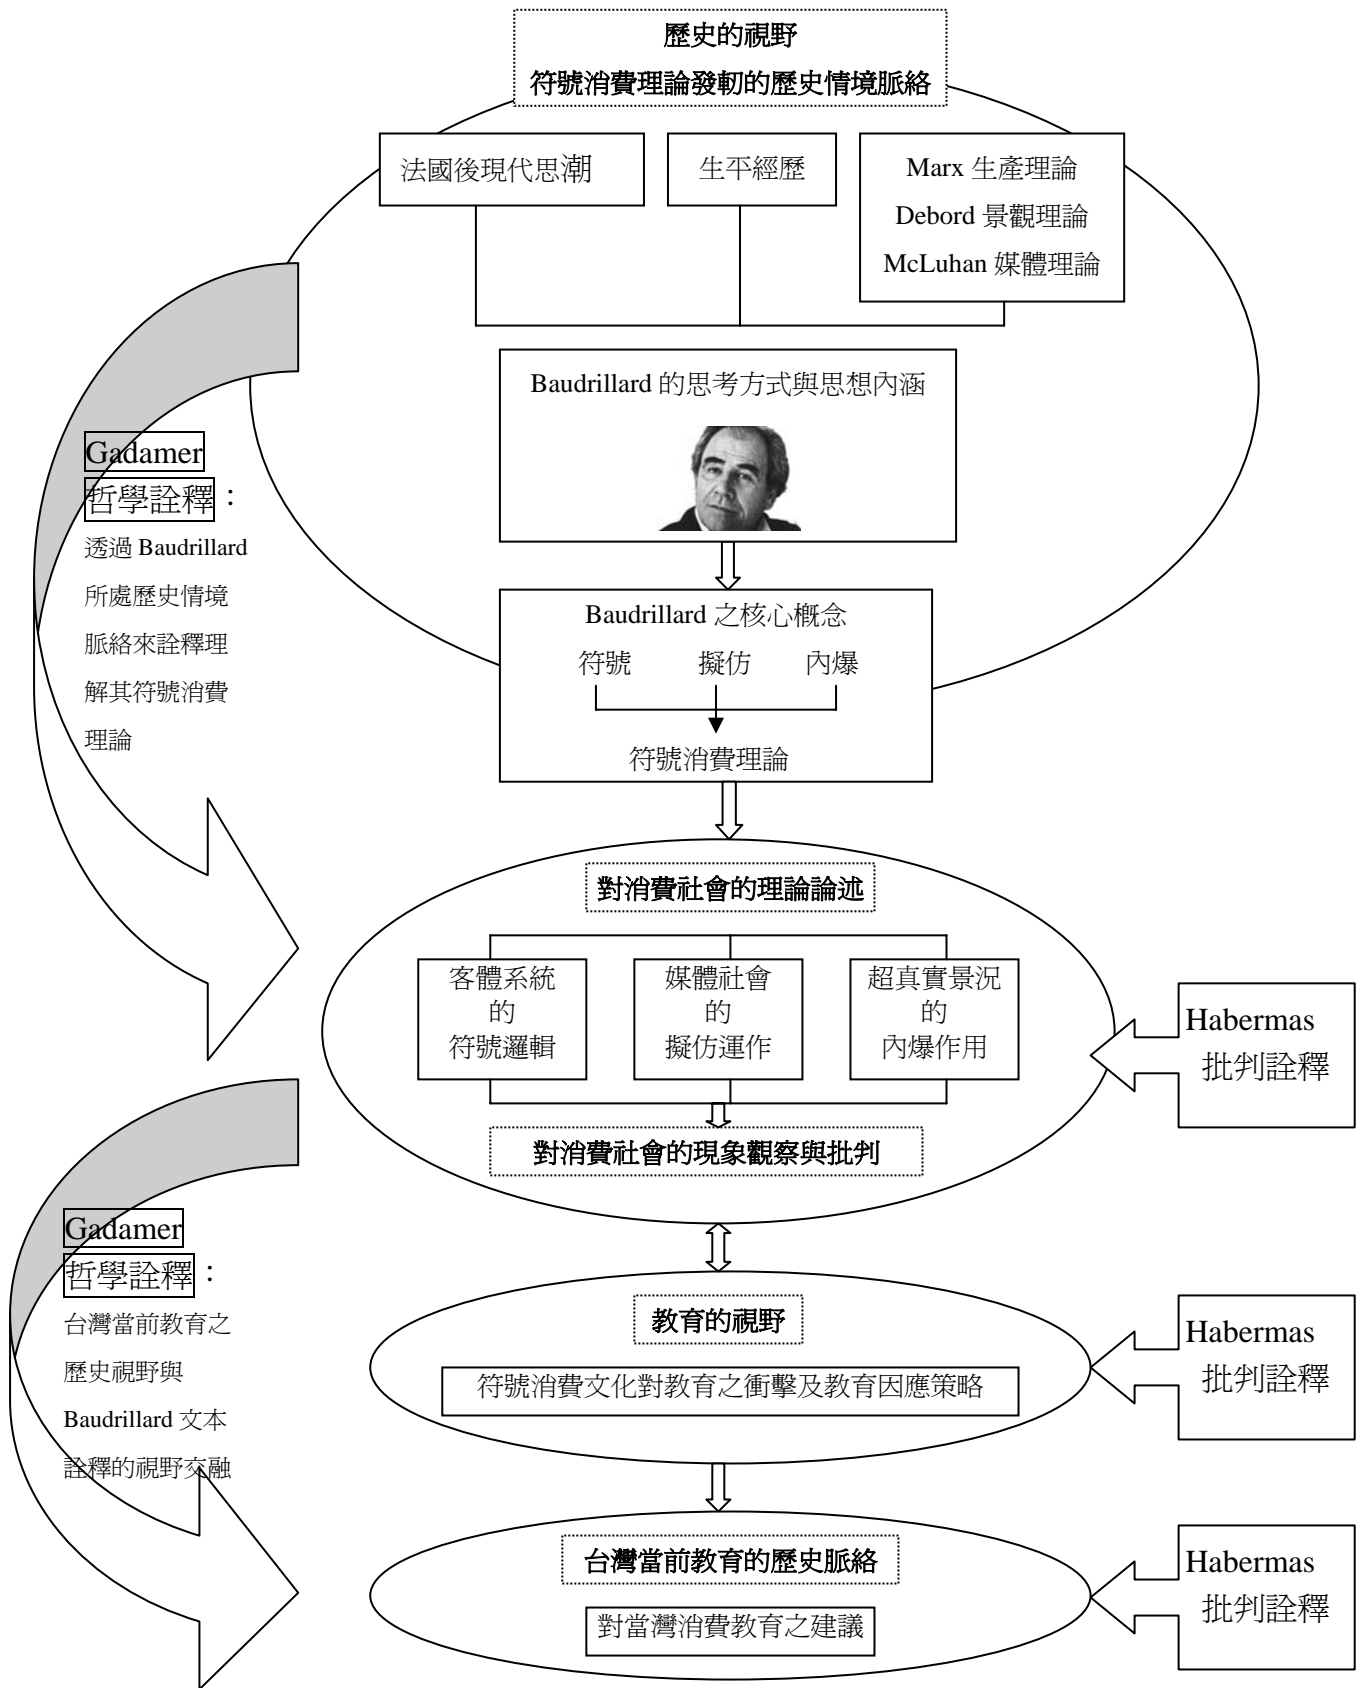 歷史的視野
符號消費理論發軔的歷史情境脈絡
法國後現代思潮
生平經歷
Marx 生產理論
Debord 景觀理論
McLuhan 媒體理論
Baudrillard 的思考方式與思想內涵
Gadamer
哲學詮釋：
透過 Baudrillard
所處歷史情境
脈絡來詮釋理
解其符號消費
理論
Baudrillard 之核心概念
符號 擬仿 內爆
符號消費理論
對消費社會的理論論述
客體系統
的
符號邏輯
媒體社會
的
擬仿運作
超真實景況
的
內爆作用
Habermas
批判詮釋
對消費社會的現象觀察與批判
Gadamer
哲學詮釋：
台灣當前教育之
歷史視野與
Baudrillard 文本
詮釋的視野交融
教育的視野
符號消費文化對教育之衝擊及教育因應策略
Habermas
批判詮釋
台灣當前教育的歷史脈絡
對當灣消費教育之建議
Habermas
批判詮釋